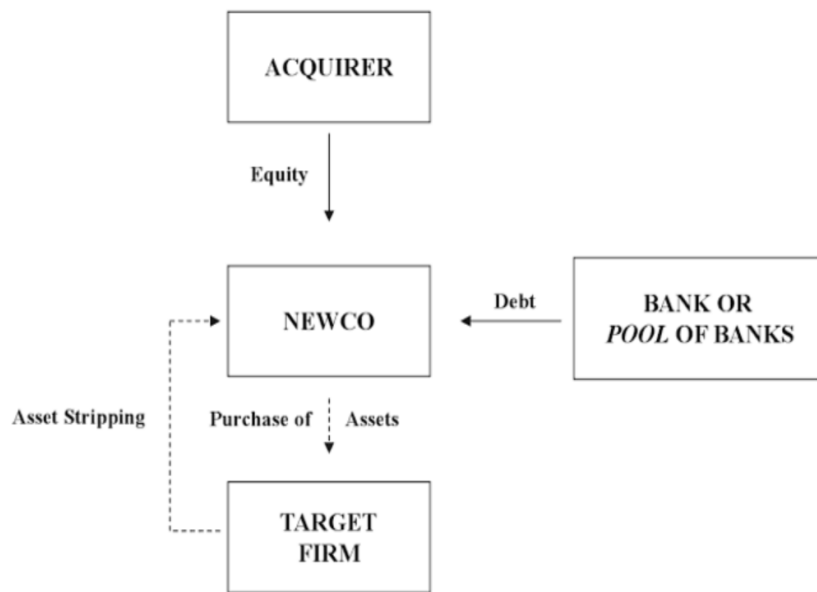 ACQUIRER
Equity
NEWCO
Debt
BANK OR
POOL OF BANKS
Asset Stripping
Purchase of Assets
TARGET
FIRM